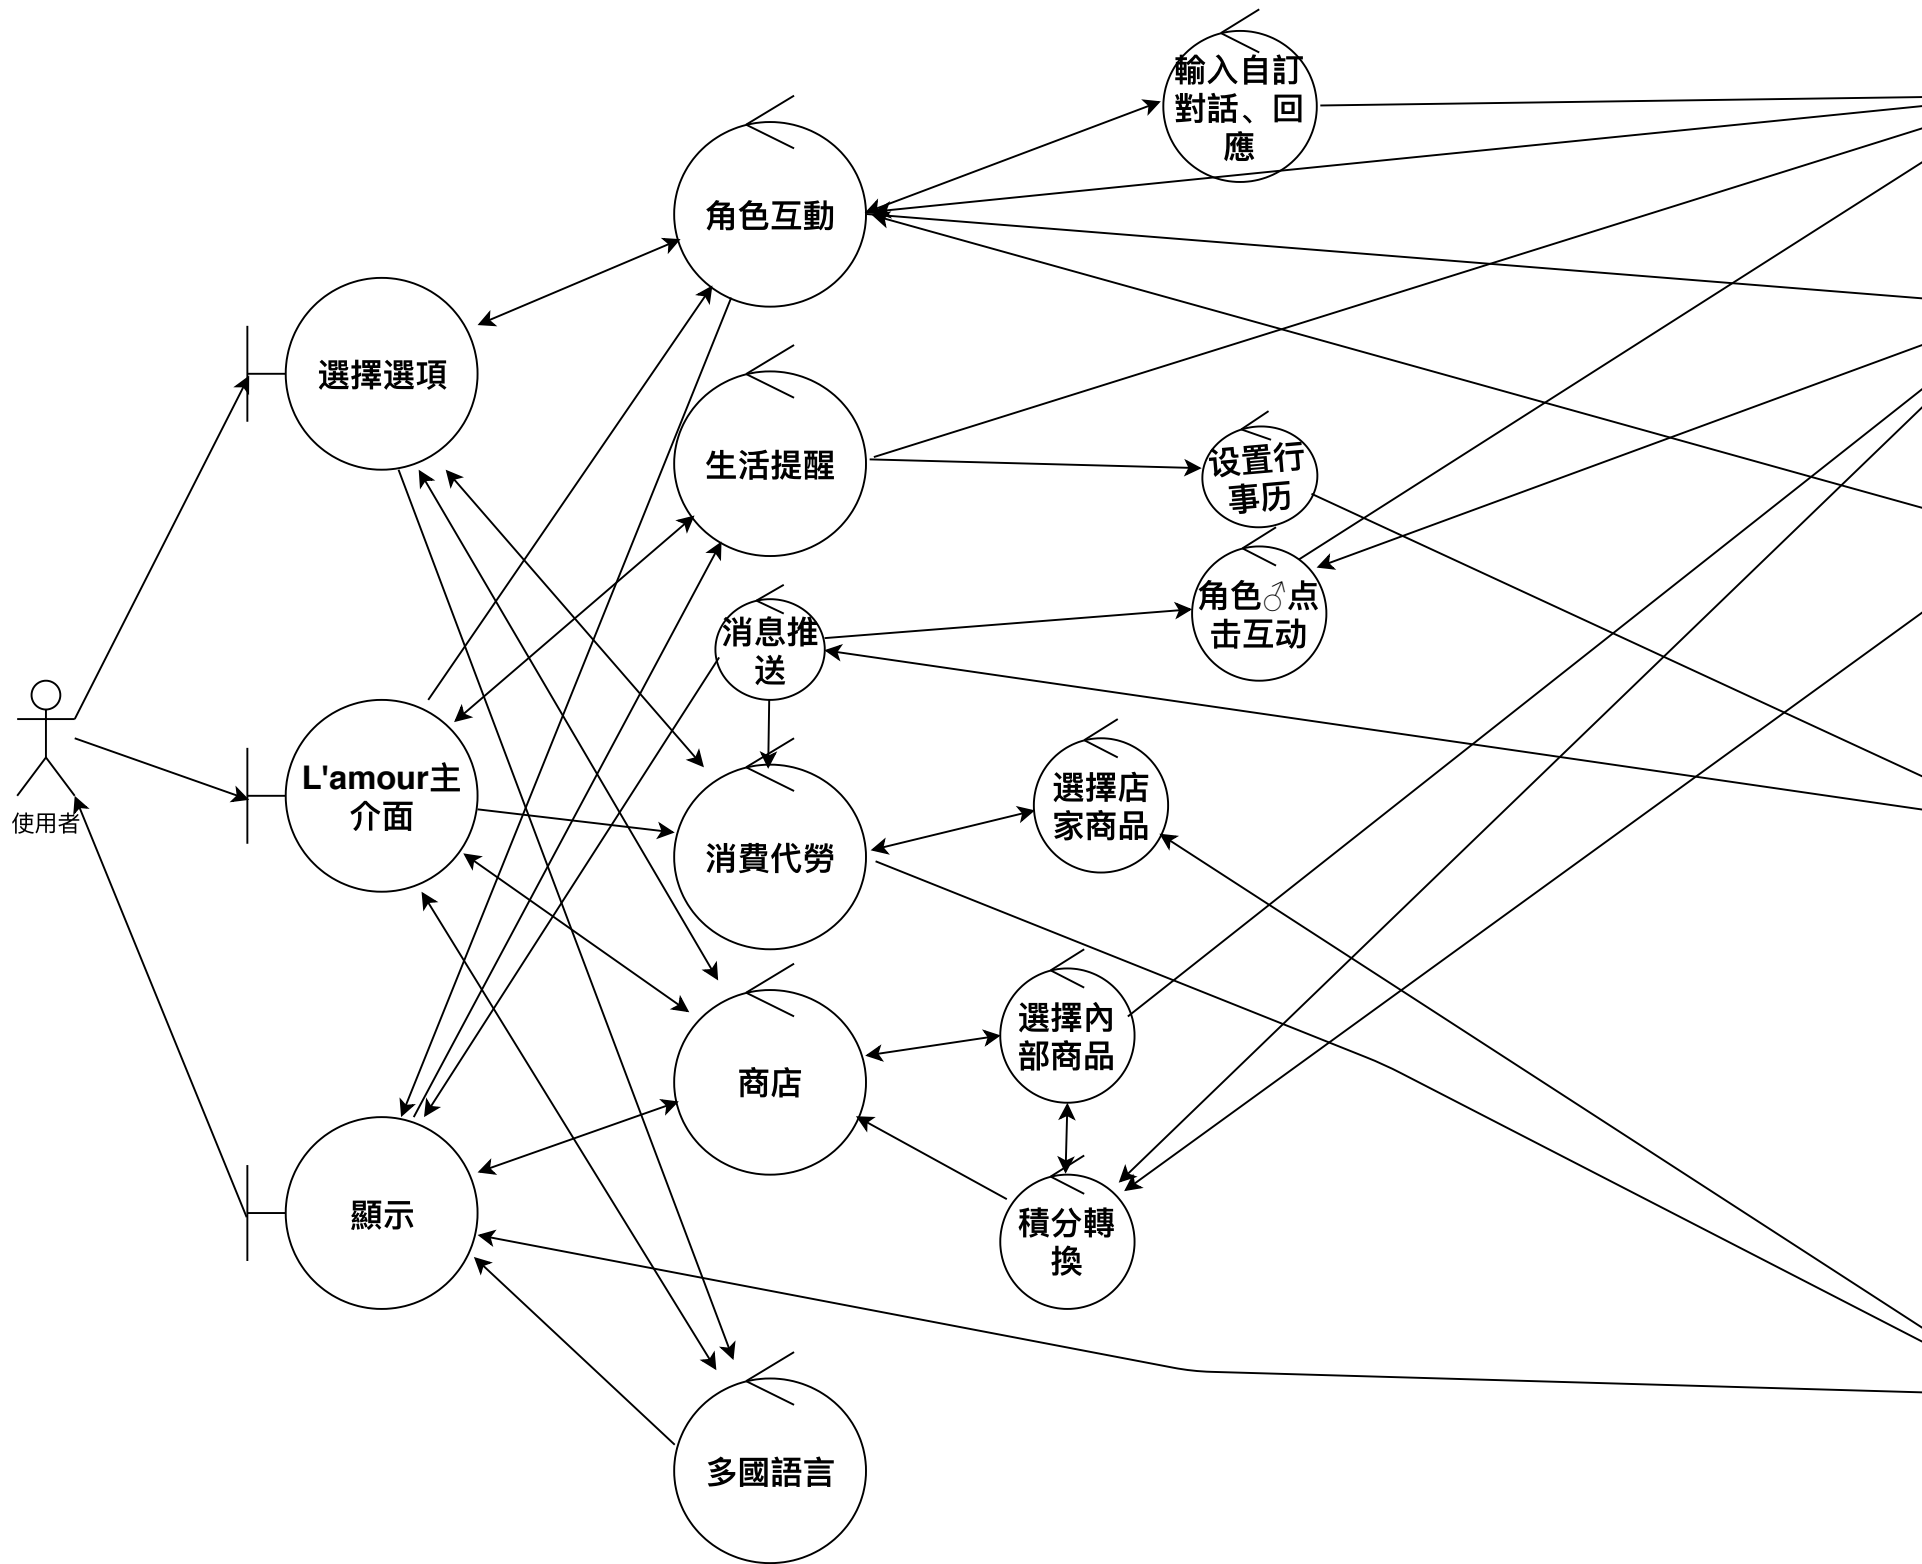 輸入自訂
對話、回
應
角色互動
選擇選項
生活提醒
设置行
事历
角色♂点
击互动
消息推
送
使用者
L'amour主
介面
消費代勞
選擇店
家商品
選擇內
部商品
商店
積分轉
換
顯示
多國語言